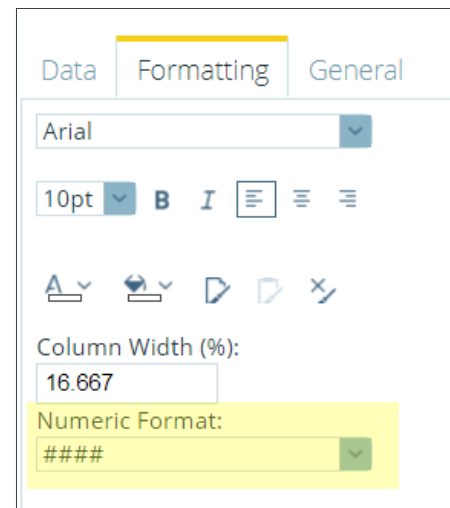 Data Formatting General
Arial
10pt B I
A
Column Width (%):
16.667
Numeric Format:
####